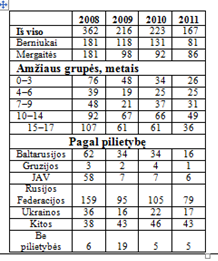 2008 2009 2010 2011
Iš viso 362 216 223 167
Berniukai 181 118 131 81
Mergaitės 181 98 92 86
Amžiaus grupės, metais
0–3 76 48 34 26
4–6 39 19 25 25
7–9 48 21 37 31
10–14 92 67 66 49
15–17 107 61 61 36
Pagal pilietybę
Baltarusijos 62 34 34 16
Gruzijos 3 2 4 1
JAV 58 7 7 6
Rusijos
Federacijos 159 95 105 79
Ukrainos 36 16 22 17
Kitos 38 43 46 43
Be
pilietybės 6 19 5 5